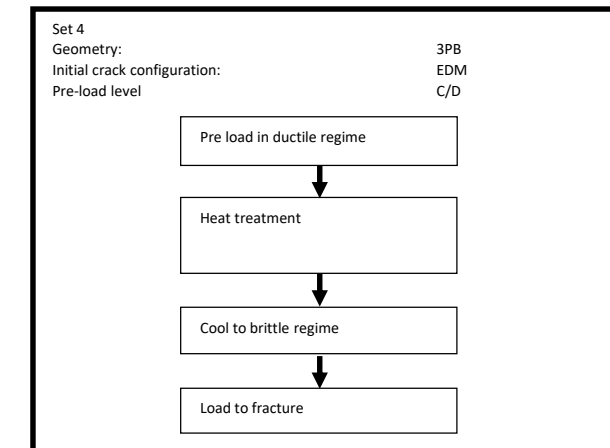 Set 4
Geometry: 3PB
Initial crack configuration: EDM
Pre-load level C/D
Pre load in ductile regime
Heat treatment
Cool to brittle regime
Load to fracture